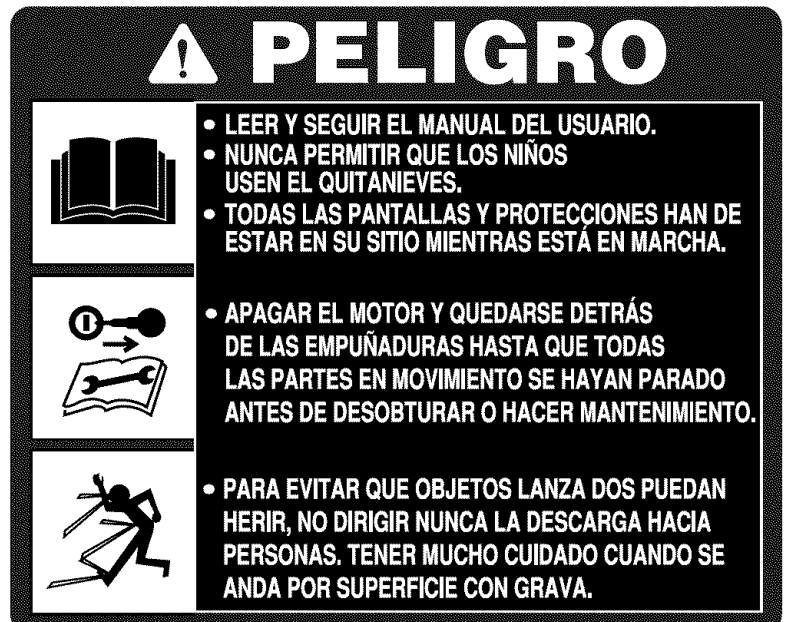 PELIGRO
• LEER Y SEGUIR EL MANUAL DEL USUARIO.
• NUNCA PERMITIR QUE LOS NIÑOS
USEN EL QUITANIEVES.
• TODAS LAS PANTALLAS Y PROTECCIONES HAN DE
ESTAR EN SU SITIO MIENTRAS ESTÁ EN MARCHA.
• APAGAR EL MOTOR Y QUEDARSE DETRÁS
DE LAS EMPUÑADURAS HASTA QUE TODAS
LAS PARTES EN MOVIMIENTO SE HAYAN PARADO
ANTES DE DESOBTURAR O HACER MANTENIMIENTO.
• PARA EVITAR QUE OBJETOS LANZA DOS PUEDAN
HERIR, NO DIRIGIR NUNCA LA DESCARGA HACIA
PERSONAS. TENER MUCHO CUIDADO CUANDO SE
ANDA POR SUPERFICIE CON GRAVA.